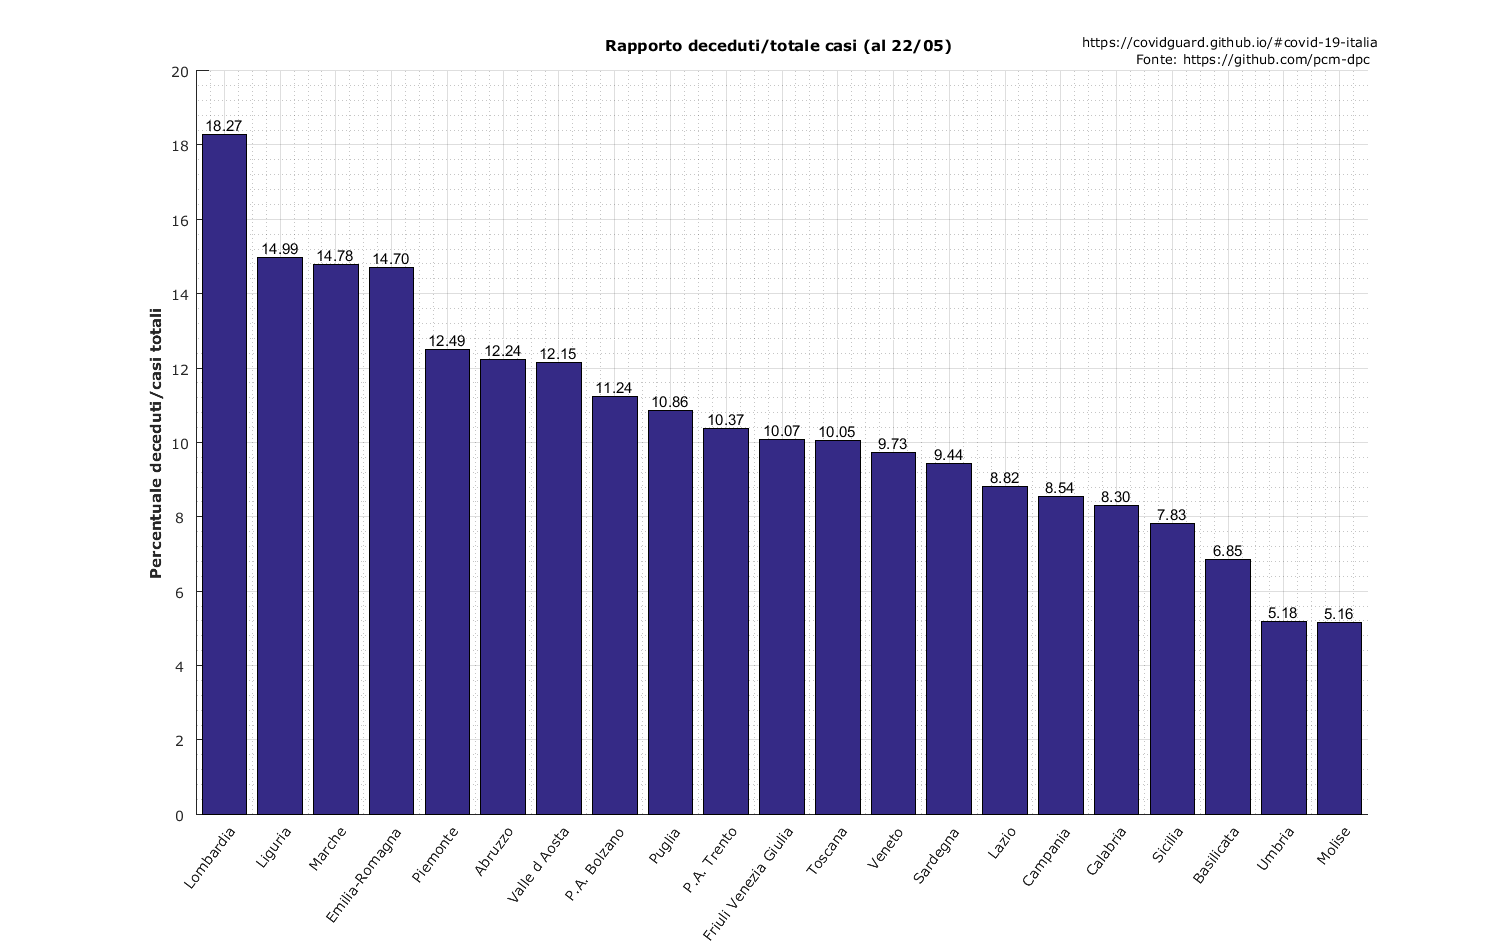 Rapporto deceduti/totale casi (al 22/05)
https://covidguard.github.io/#covid-19-italia
Fonte: https://github.com/pcm-dpc
Percentuale deceduti/casi totali
20
18
16
14
12
10
8
6
4
2
0
18.27
14.99
14.78
14.70
12.49
12.24
12.15
11.24
10.86
10.37
10.07
10.05
9.73
9.44
8.82
8.54
8.30
7.83
6.85
5.18
5.16
Lombardia
Liguria
Marche
Emilia-Romagna
Piemonte
Abruzzo
Valle d Aosta
P.A. Bolzano
Puglia
P.A. Trento
Friuli Venezia Giulia
Toscana
Veneto
Sardegna
Lazio
Campania
Calabria
Sicilia
Basilicata
Umbria
Molise